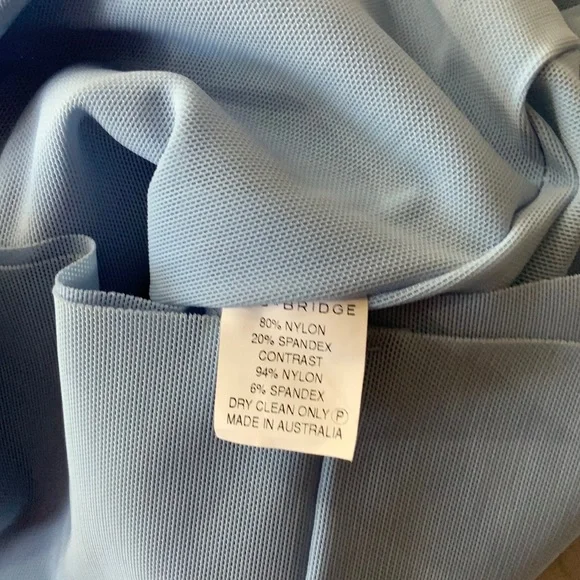 BRIDGE
80% NYLON
20% SPANDEX
CONTRAST
94% NYLON
6% SPANDEX
DRY CLEAN ONLY Ⓟ
MADE IN AUSTRALIA